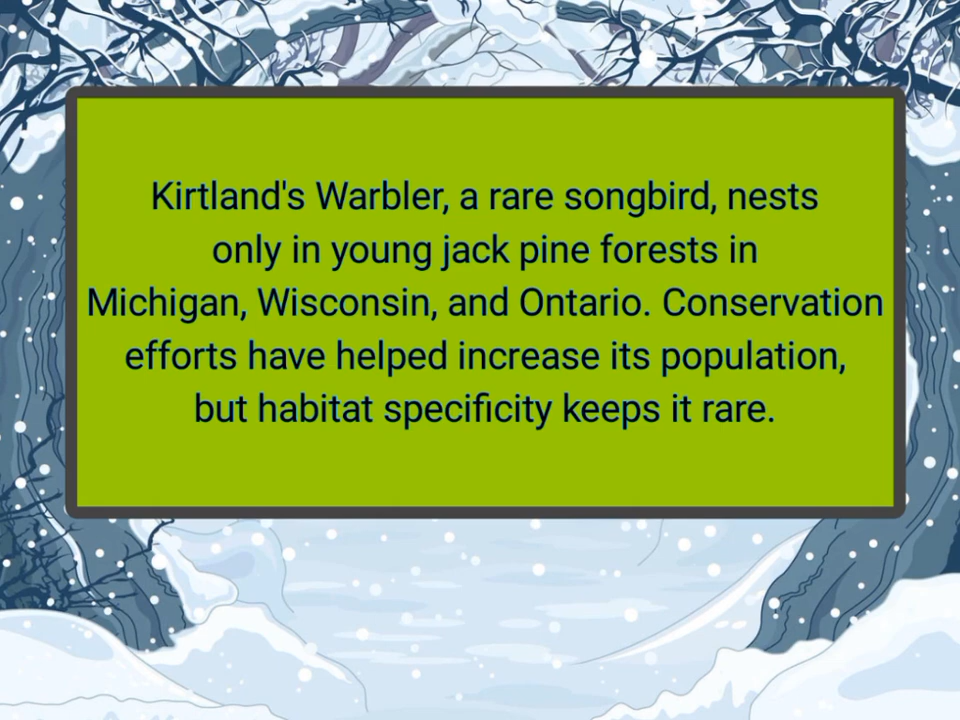 Kirtland's Warbler, a rare songbird, nests
only in young jack pine forests in
Michigan, Wisconsin, and Ontario. Conservation
efforts have helped increase its population,
but habitat specificity keeps it rare.